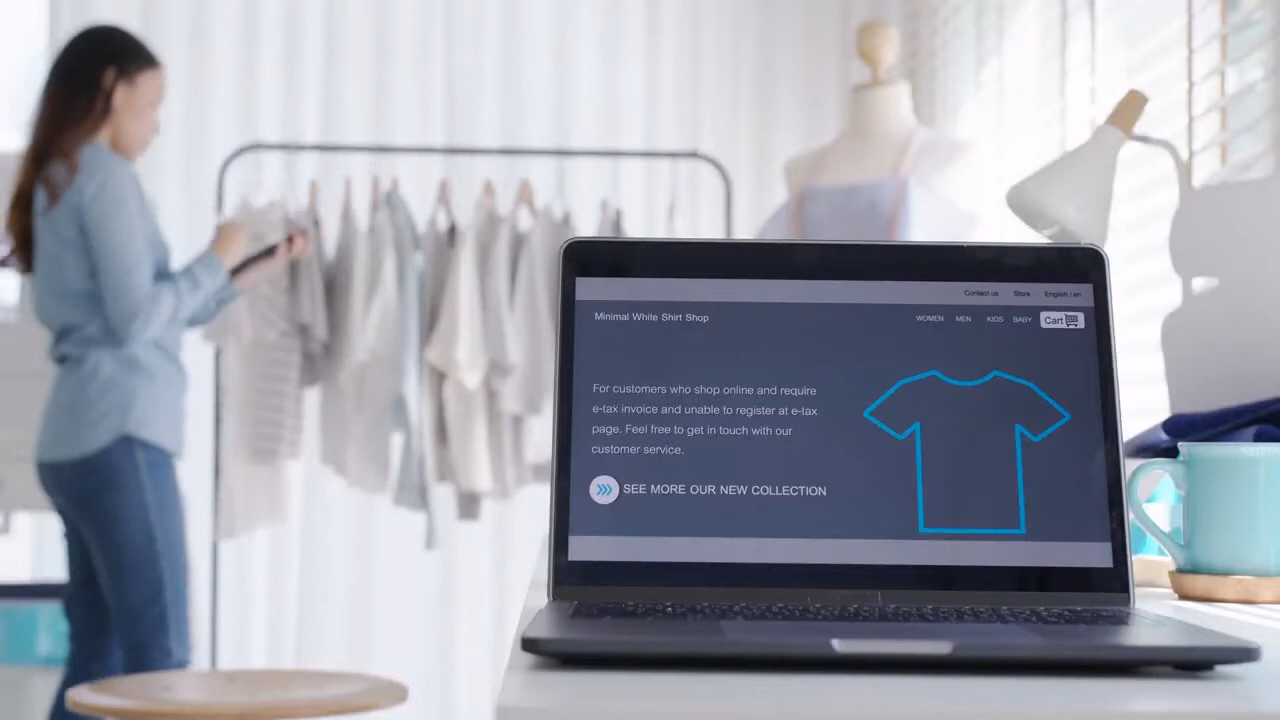 Contact us Store English | en
Minimal White Shirt Shop WOMEN MEN KIDS BABY Cart
For customers who shop online and require
e-tax invoice and unable to register at e-tax
page. Feel free to get in touch with our
customer service.
SEE MORE OUR NEW COLLECTION